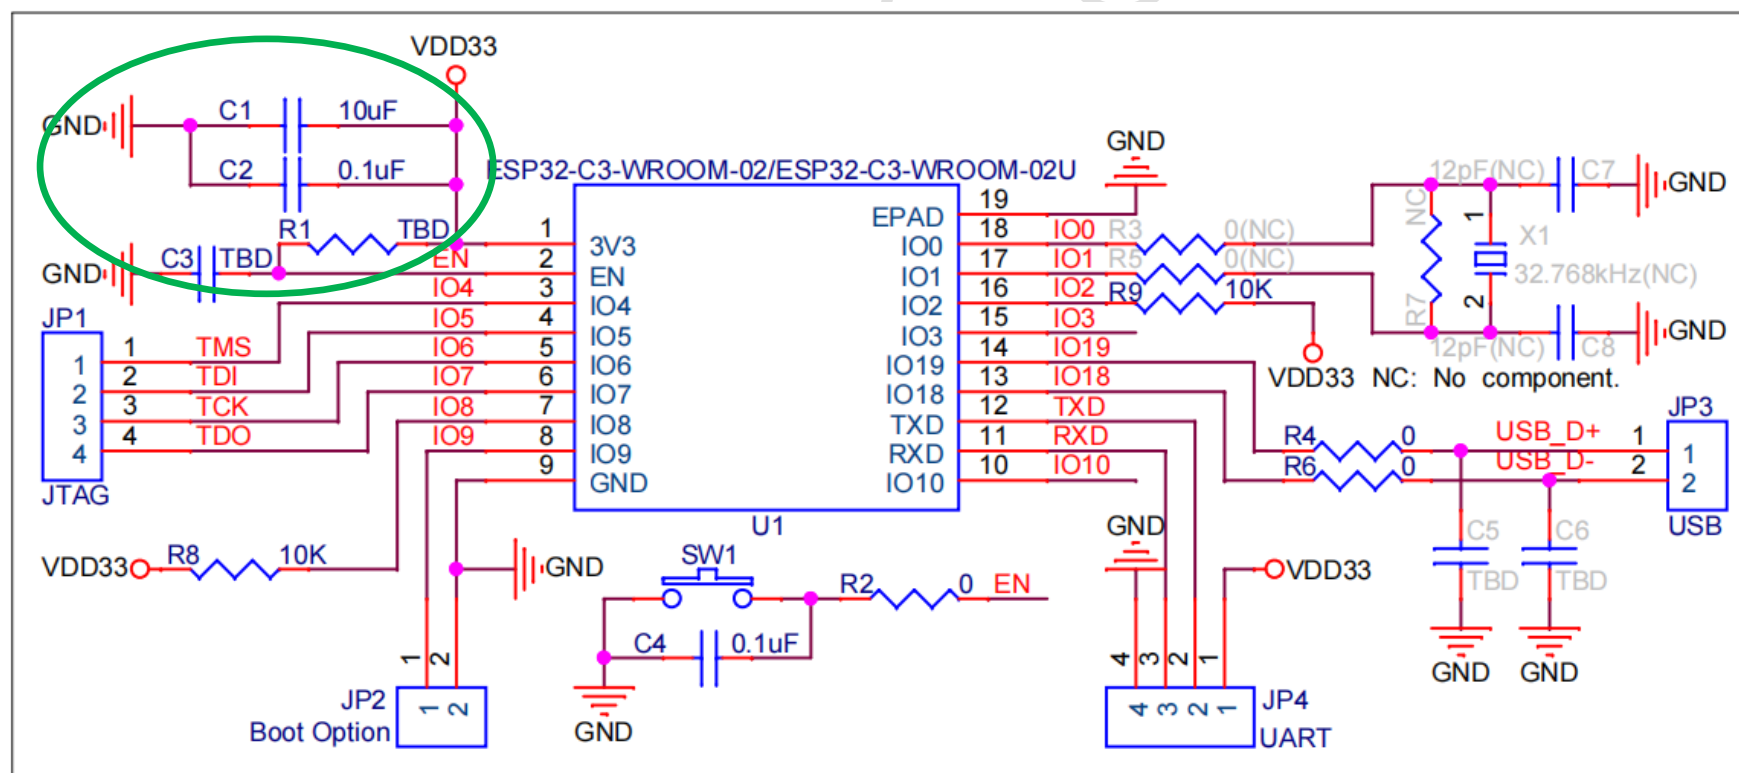 VDD33
GND C1 10uF
C2 0.1uF
ESP32-C3-WROOM-02/ESP32-C3-WROOM-02U
R1 TBD
GND C3 TBD
1 3V3
EN 2 EN
IO4 3 IO4
IO5 4 IO5
IO6 5 IO6
IO7 6 IO7
IO8 7 IO8
IO9 8 IO9
9 GND
U1
EPAD 19
IO0 18 IO0 R3 0(NC)
IO1 17 IO1 R5 0(NC)
IO2 16 IO2 R9 10K
IO3 15 IO3
IO19 14 IO19
IO18 13 IO18
TXD 12 TXD
RXD 11 RXD
IO10 10 IO10
GND
12pF(NC) C7 GND
NC
R7
1
X1
32.768kHz(NC)
2
12pF(NC) C8 GND
VDD33 NC: No component.
JP1
1 1 TMS
2 2 TDI
3 3 TCK
4 4 TDO
JTAG
VDD33 R8 10K
GND
1 2
JP2 1 2
Boot Option
SW1
R2 0 EN
C4 0.1uF
GND
GND
VDD33
4 3 2 1
4 3 2 1 JP4
UART
JP3
R4 0 USB_D+ 1 1
R6 0 USB_D- 2 2
USB
C5 C6
TBD TBD
GND GND